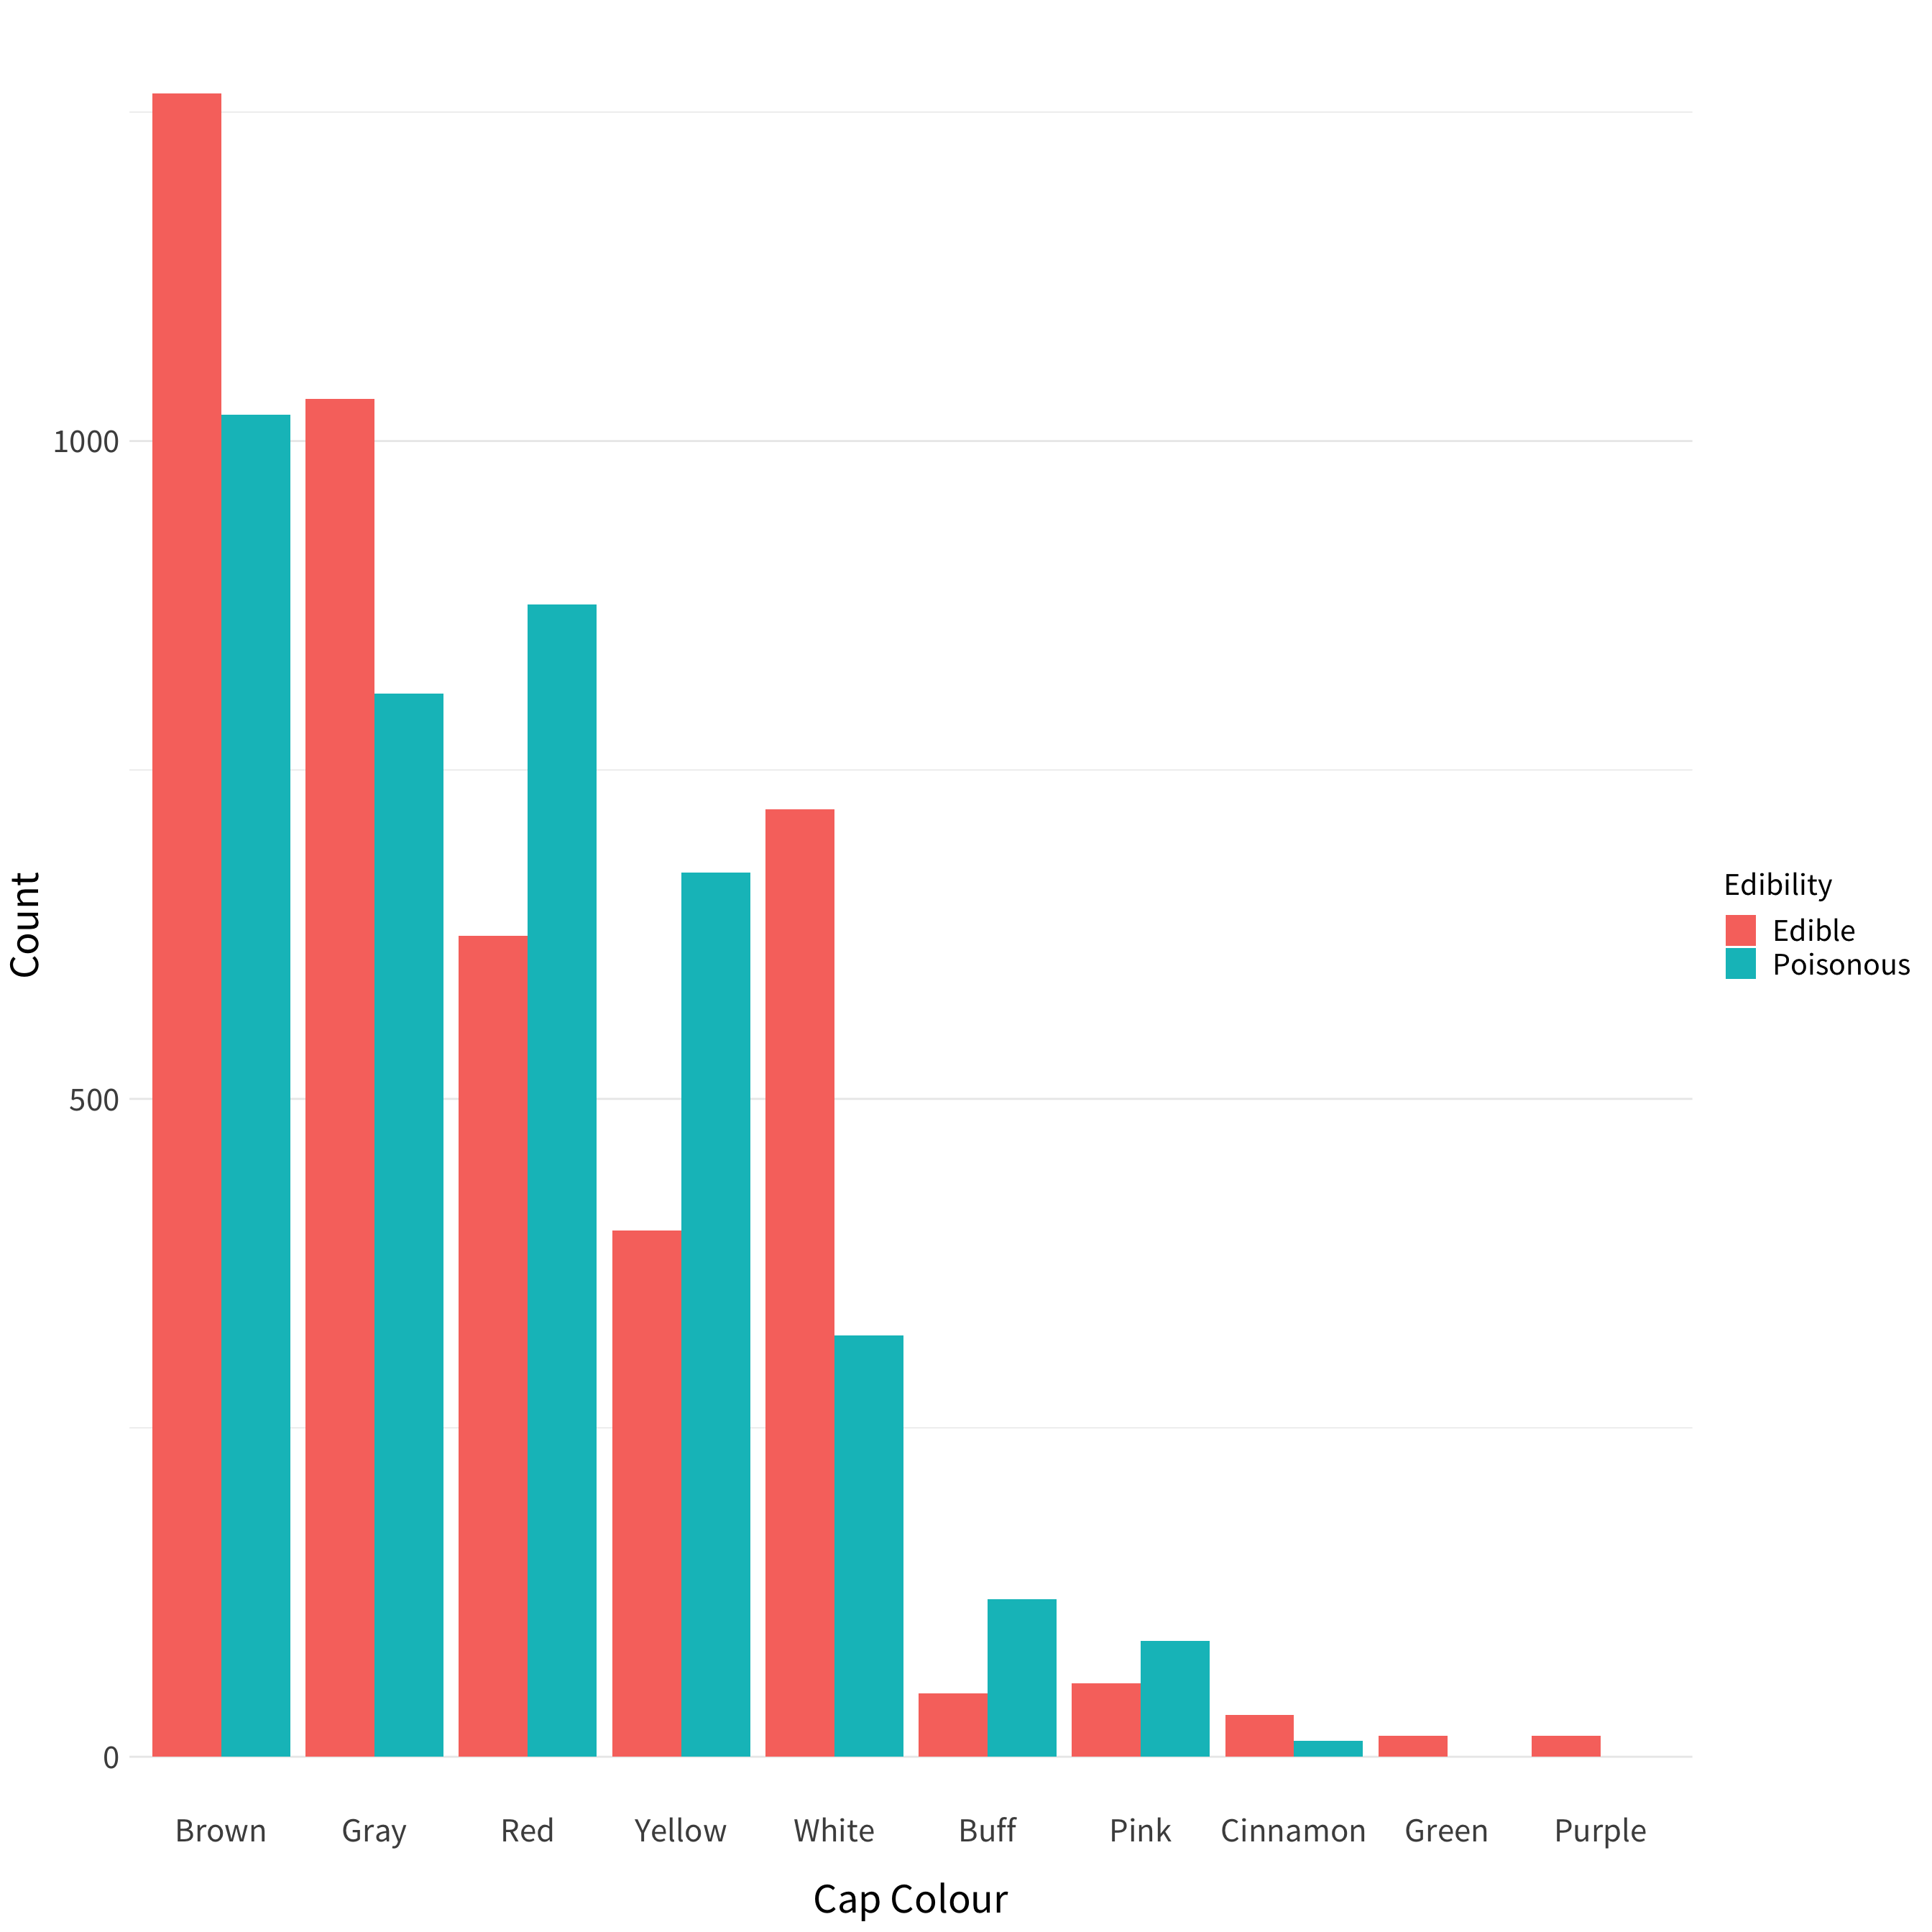 1000
500
0
Count
Brown Gray Red Yellow White Buff Pink Cinnamon Green Purple
Cap Colour
Edibility
Edible
Poisonous